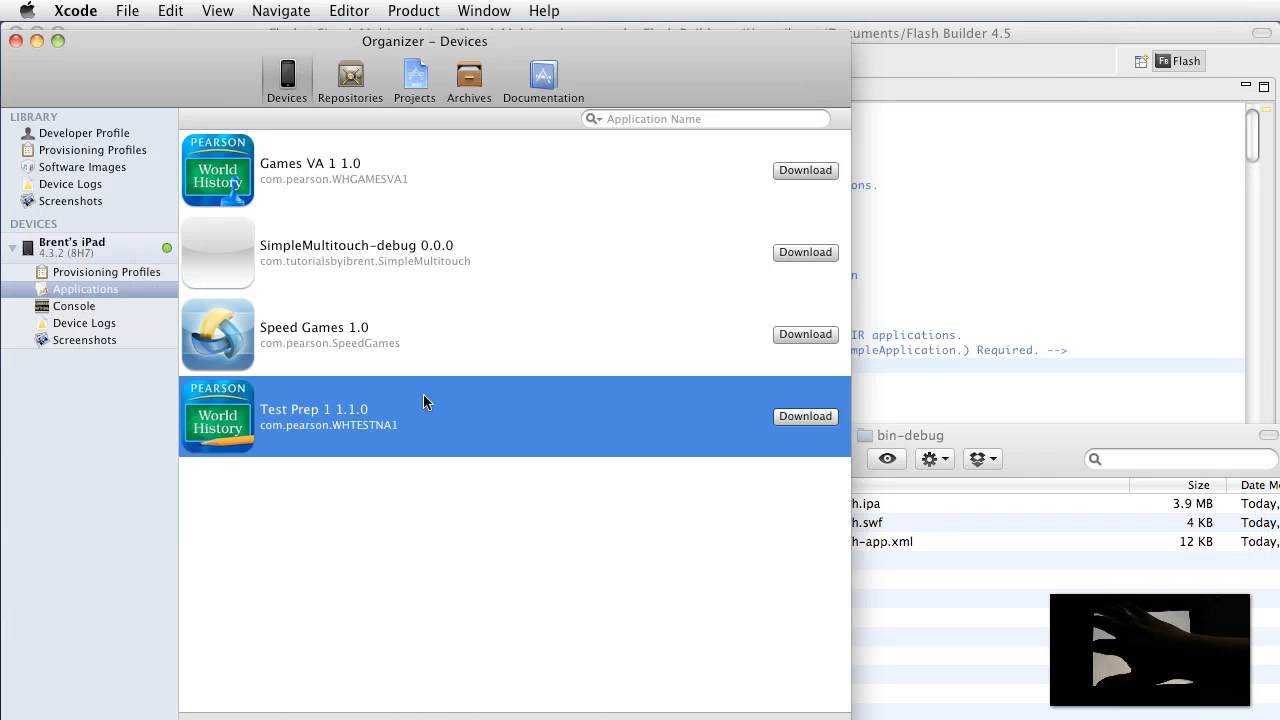 Xcode File Edit View Navigate Editor Product Window Help
/Documents/Flash Builder 4.5
Organizer – Devices
Devices Repositories Projects Archives Documentation
Fb Flash
Application Name
LIBRARY
Developer Profile
Provisioning Profiles
Software Images
Device Logs
Screenshots
DEVICES
Brent's iPad
4.3.2 (8H7)
Provisioning Profiles
Applications
Console
Device Logs
Screenshots
PEARSON
World
History
Games VA 1 1.0
com.pearson.WHGAMESVA1
Download
SimpleMultitouch-debug 0.0.0
com.tutorialsbyibrent.SimpleMultitouch
Download
Speed Games 1.0
com.pearson.SpeedGames
Download
PEARSON
World
History
Test Prep 1 1.1.0
com.pearson.WHTESTNA1
Download
ons.
n
IR applications.
mpleApplication.) Required. -->
bin-debug
Size Date Mo
h.ipa 3.9 MB Today,
h.swf 4 KB Today,
h-app.xml 12 KB Today,